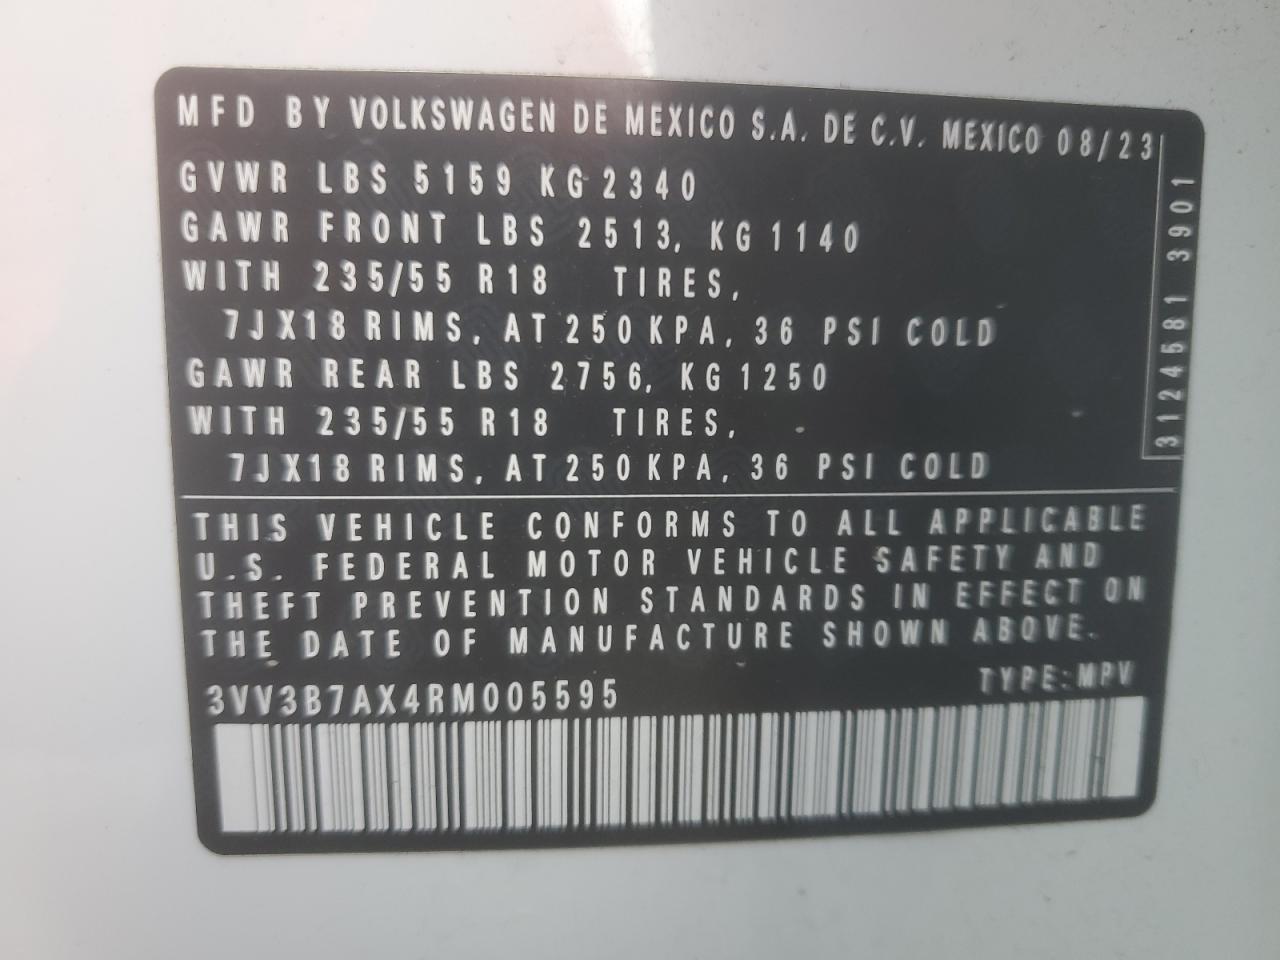 MFD BY VOLKSWAGEN DE MEXICO S.A. DE C.V. MEXICO 08/23
GVWR LBS 5159 KG 2340
GAWR FRONT LBS 2513, KG 1140
WITH 235/55 R18 TIRES,
7JX18 RIMS, AT 250 KPA, 36 PSI COLD
GAWR REAR LBS 2756, KG 1250
WITH 235/55 R18 TIRES,
7JX18 RIMS, AT 250 KPA, 36 PSI COLD
3124581 3901
THIS VEHICLE CONFORMS TO ALL APPLICABLE
U.S. FEDERAL MOTOR VEHICLE SAFETY AND
THEFT PREVENTION STANDARDS IN EFFECT ON
THE DATE OF MANUFACTURE SHOWN ABOVE.
3VV3B7AX4RM005595
TYPE: MPV